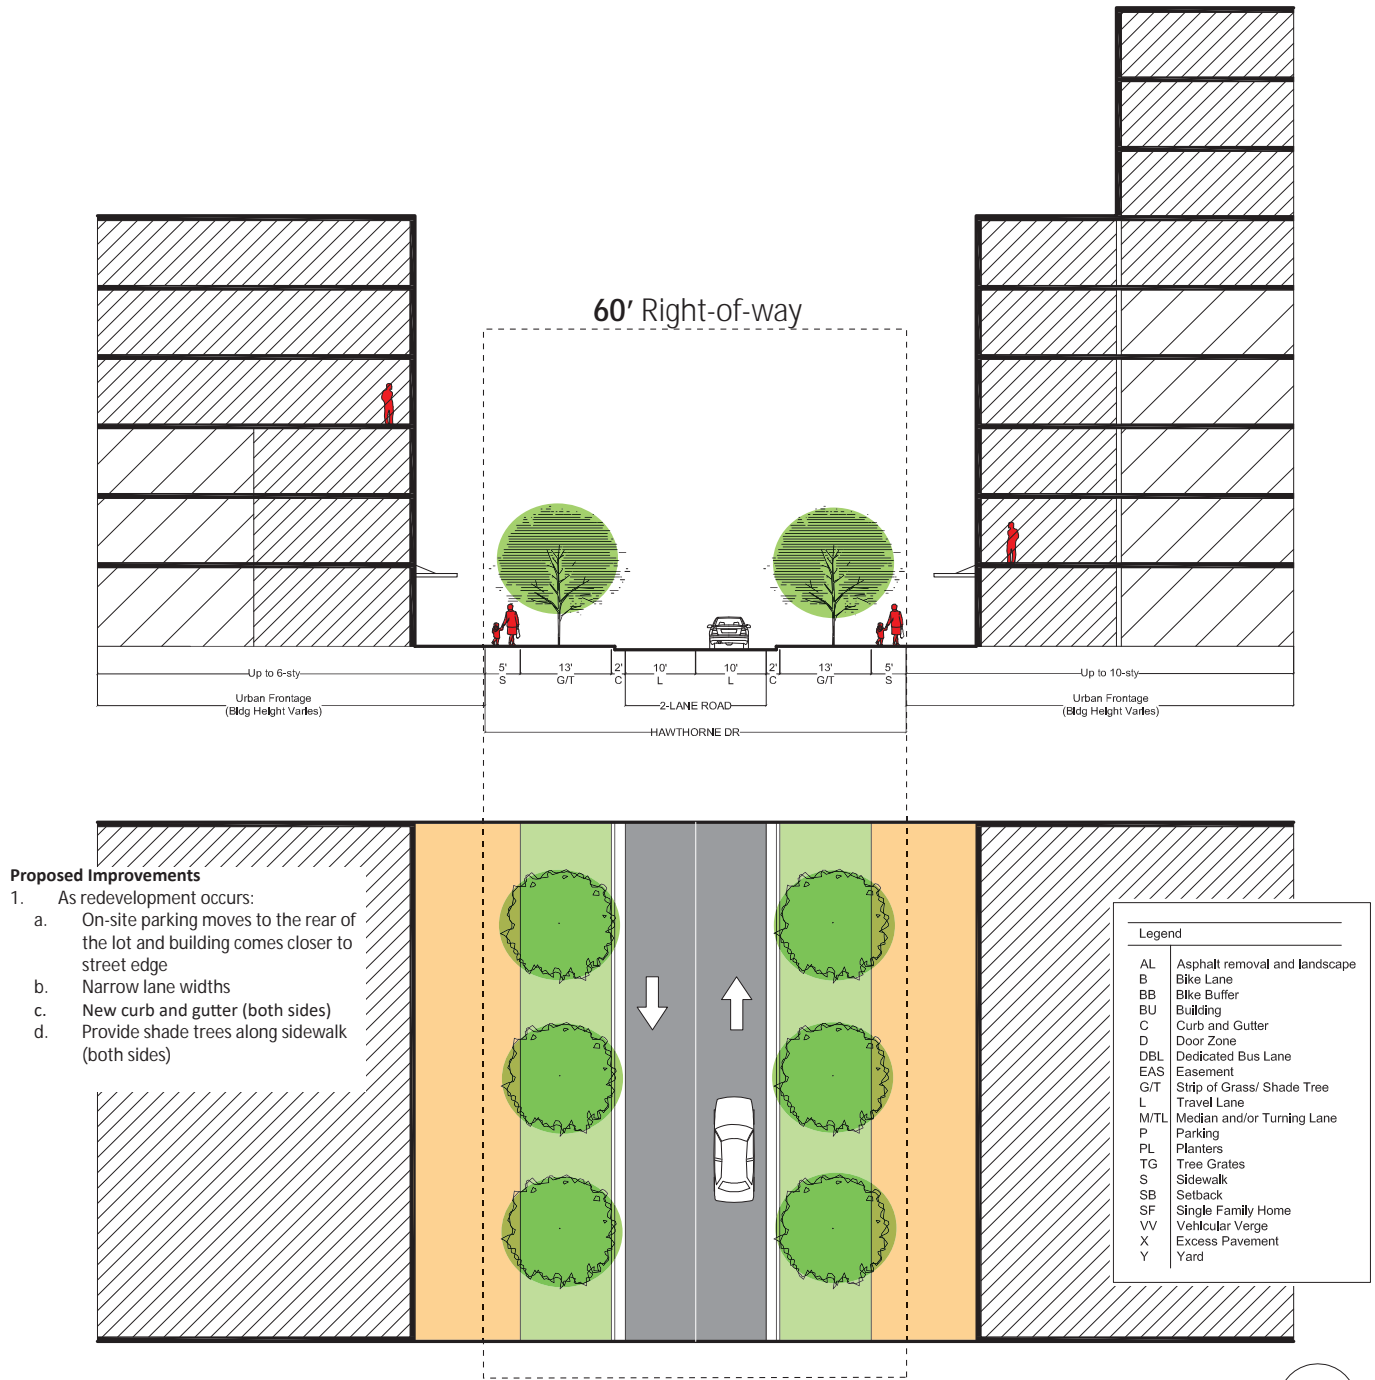 60' Right-of-way
5' 13' 2' 10' 10' 2' 13' 5'
S G/T C L L C G/T S
Up to 6-sty
Up to 10-sty
Urban Frontage
(Bldg Height Varies)
Urban Frontage
(Bldg Height Varies)
2-LANE ROAD
HAWTHORNE DR
Proposed Improvements
1. As redevelopment occurs:
a. On-site parking moves to the rear of
the lot and building comes closer to
street edge
b. Narrow lane widths
c. New curb and gutter (both sides)
d. Provide shade trees along sidewalk
(both sides)
Legend
AL Asphalt removal and landscape
B Bike Lane
BB Bike Buffer
BU Building
C Curb and Gutter
D Door Zone
DBL Dedicated Bus Lane
EAS Easement
G/T Strip of Grass/ Shade Tree
L Travel Lane
M/TL Median and/or Turning Lane
P Parking
PL Planters
TG Tree Grates
S Sidewalk
SB Setback
SF Single Family Home
VV Vehicular Verge
X Excess Pavement
Y Yard